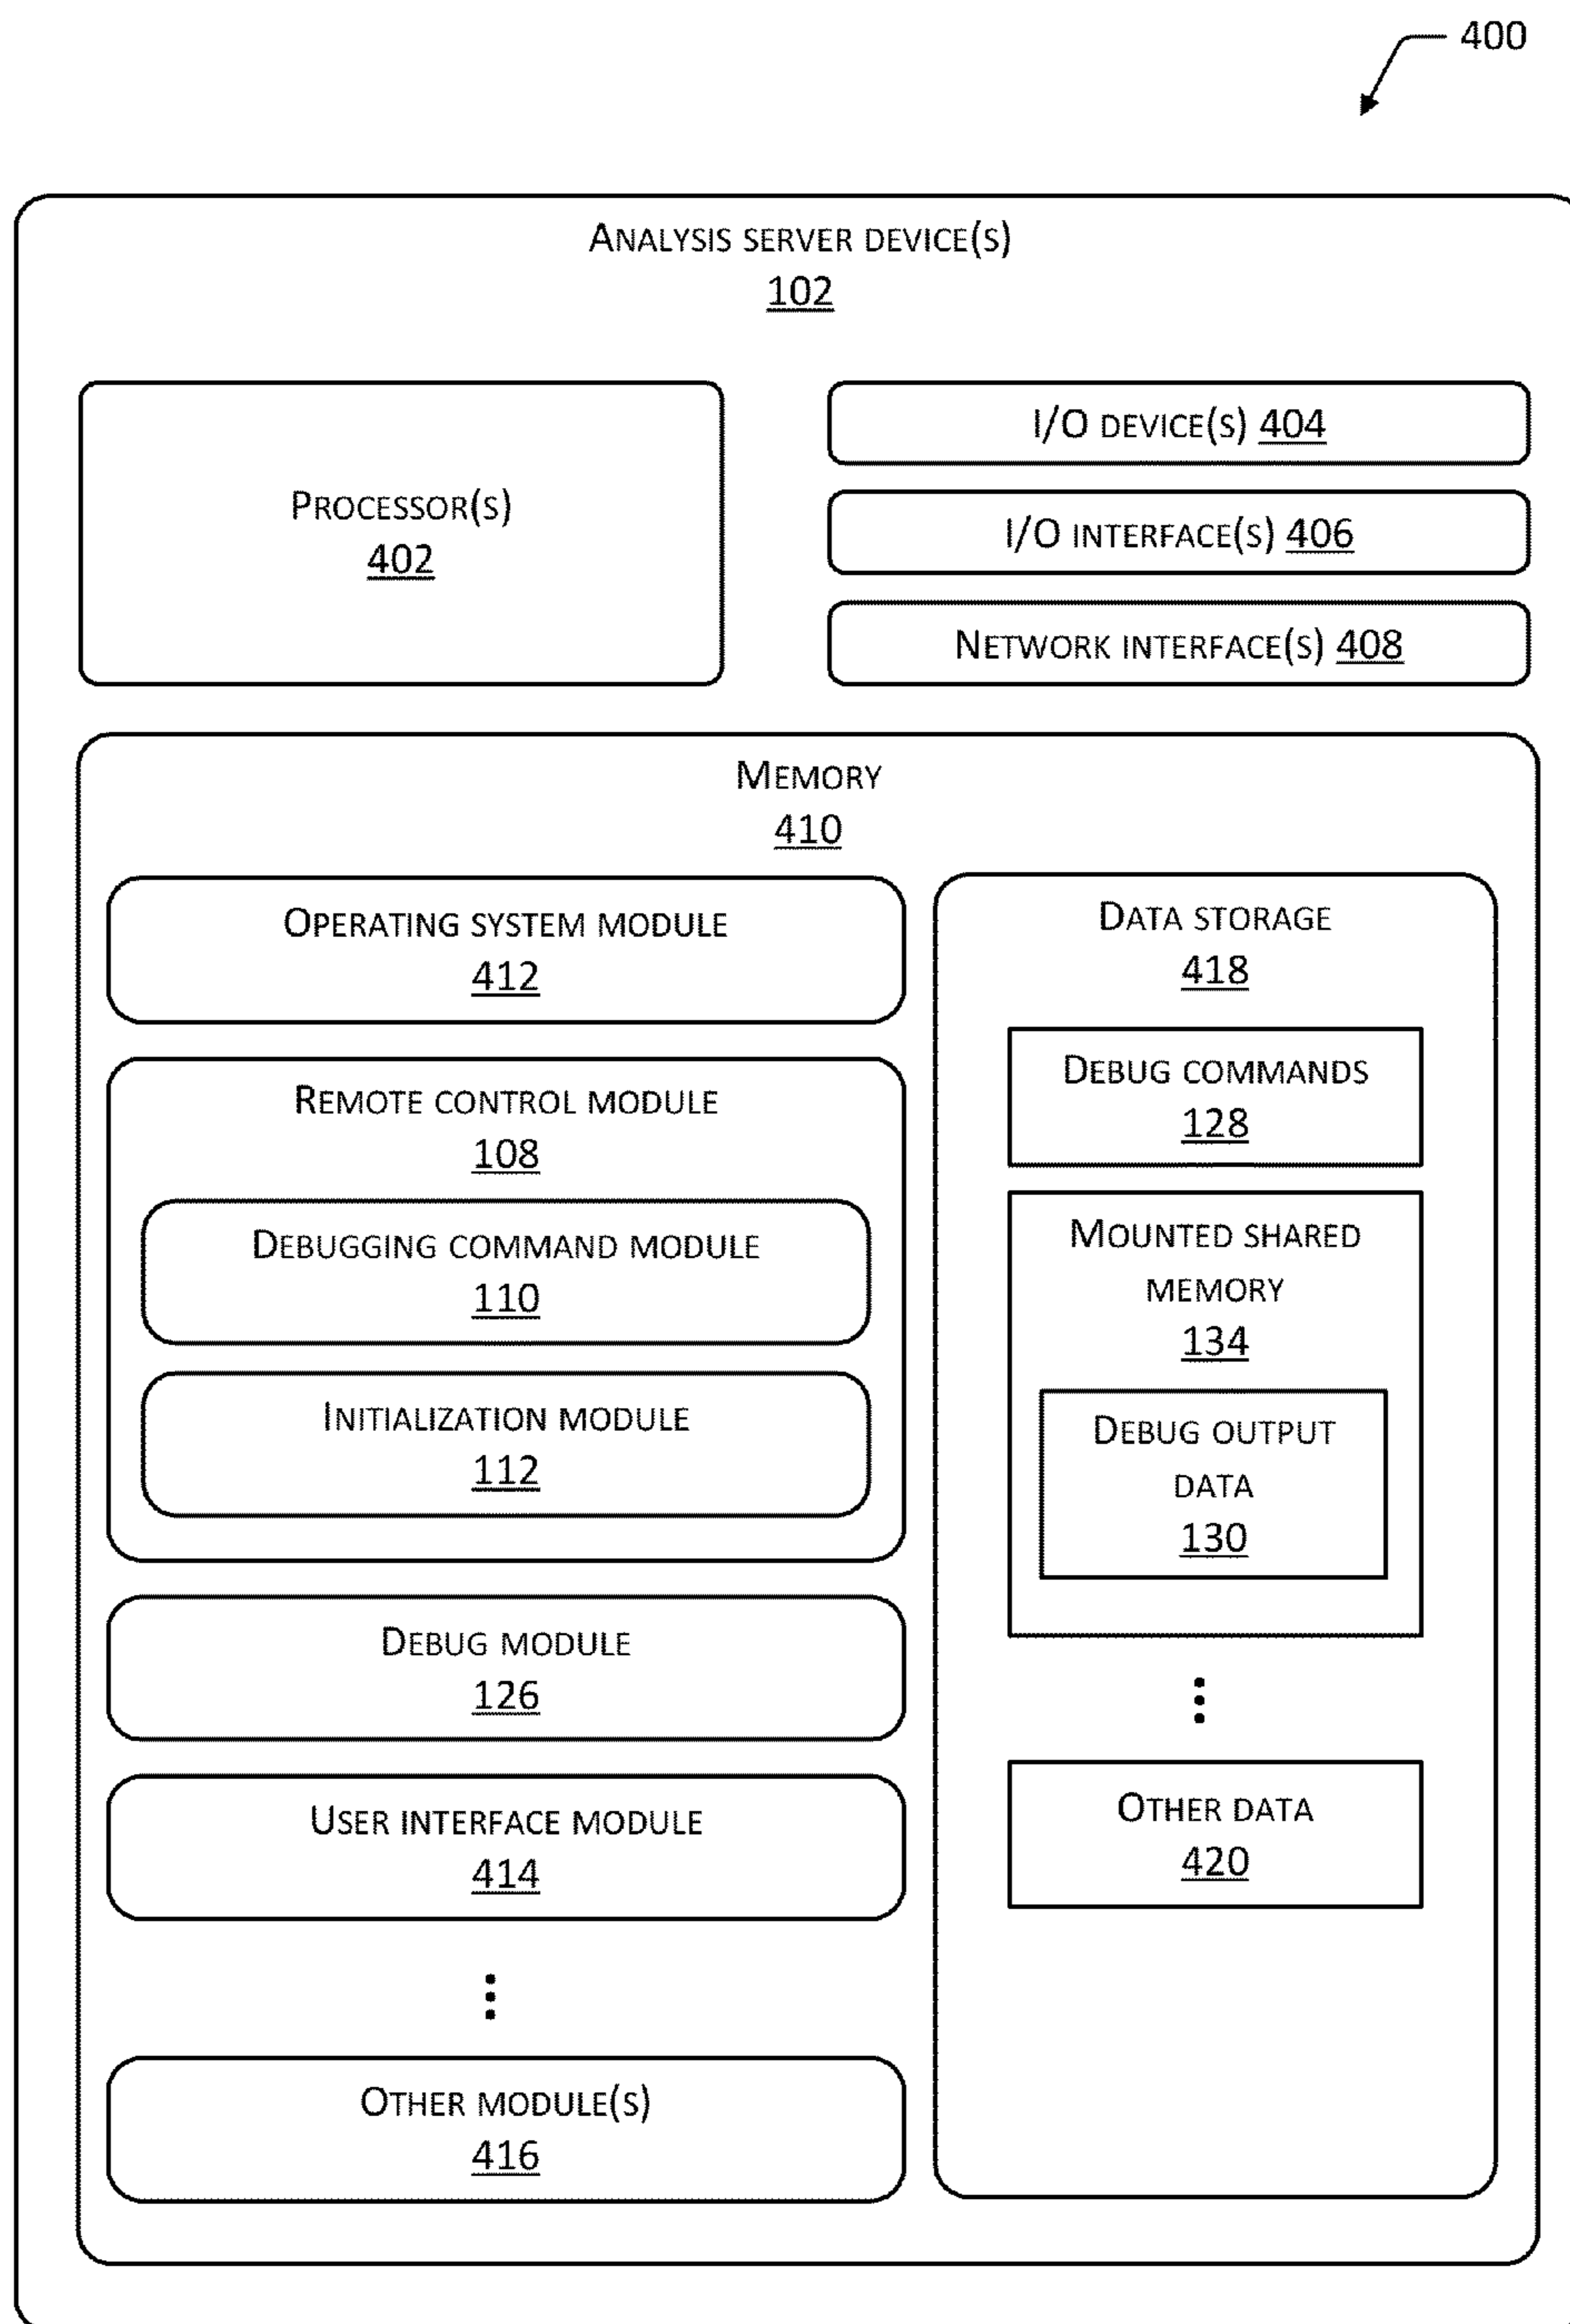 400
Analysis server device(s)
102
Processor(s)
402
I/O device(s) 404
I/O interface(s) 406
Network interface(s) 408
Memory
410
Operating system module
412
Remote control module
108
Debugging command module
110
Initialization module
112
Debug module
126
User interface module
414
Other module(s)
416
Data storage
418
Debug commands
128
Mounted shared
memory
134
Debug output
data
130
Other data
420